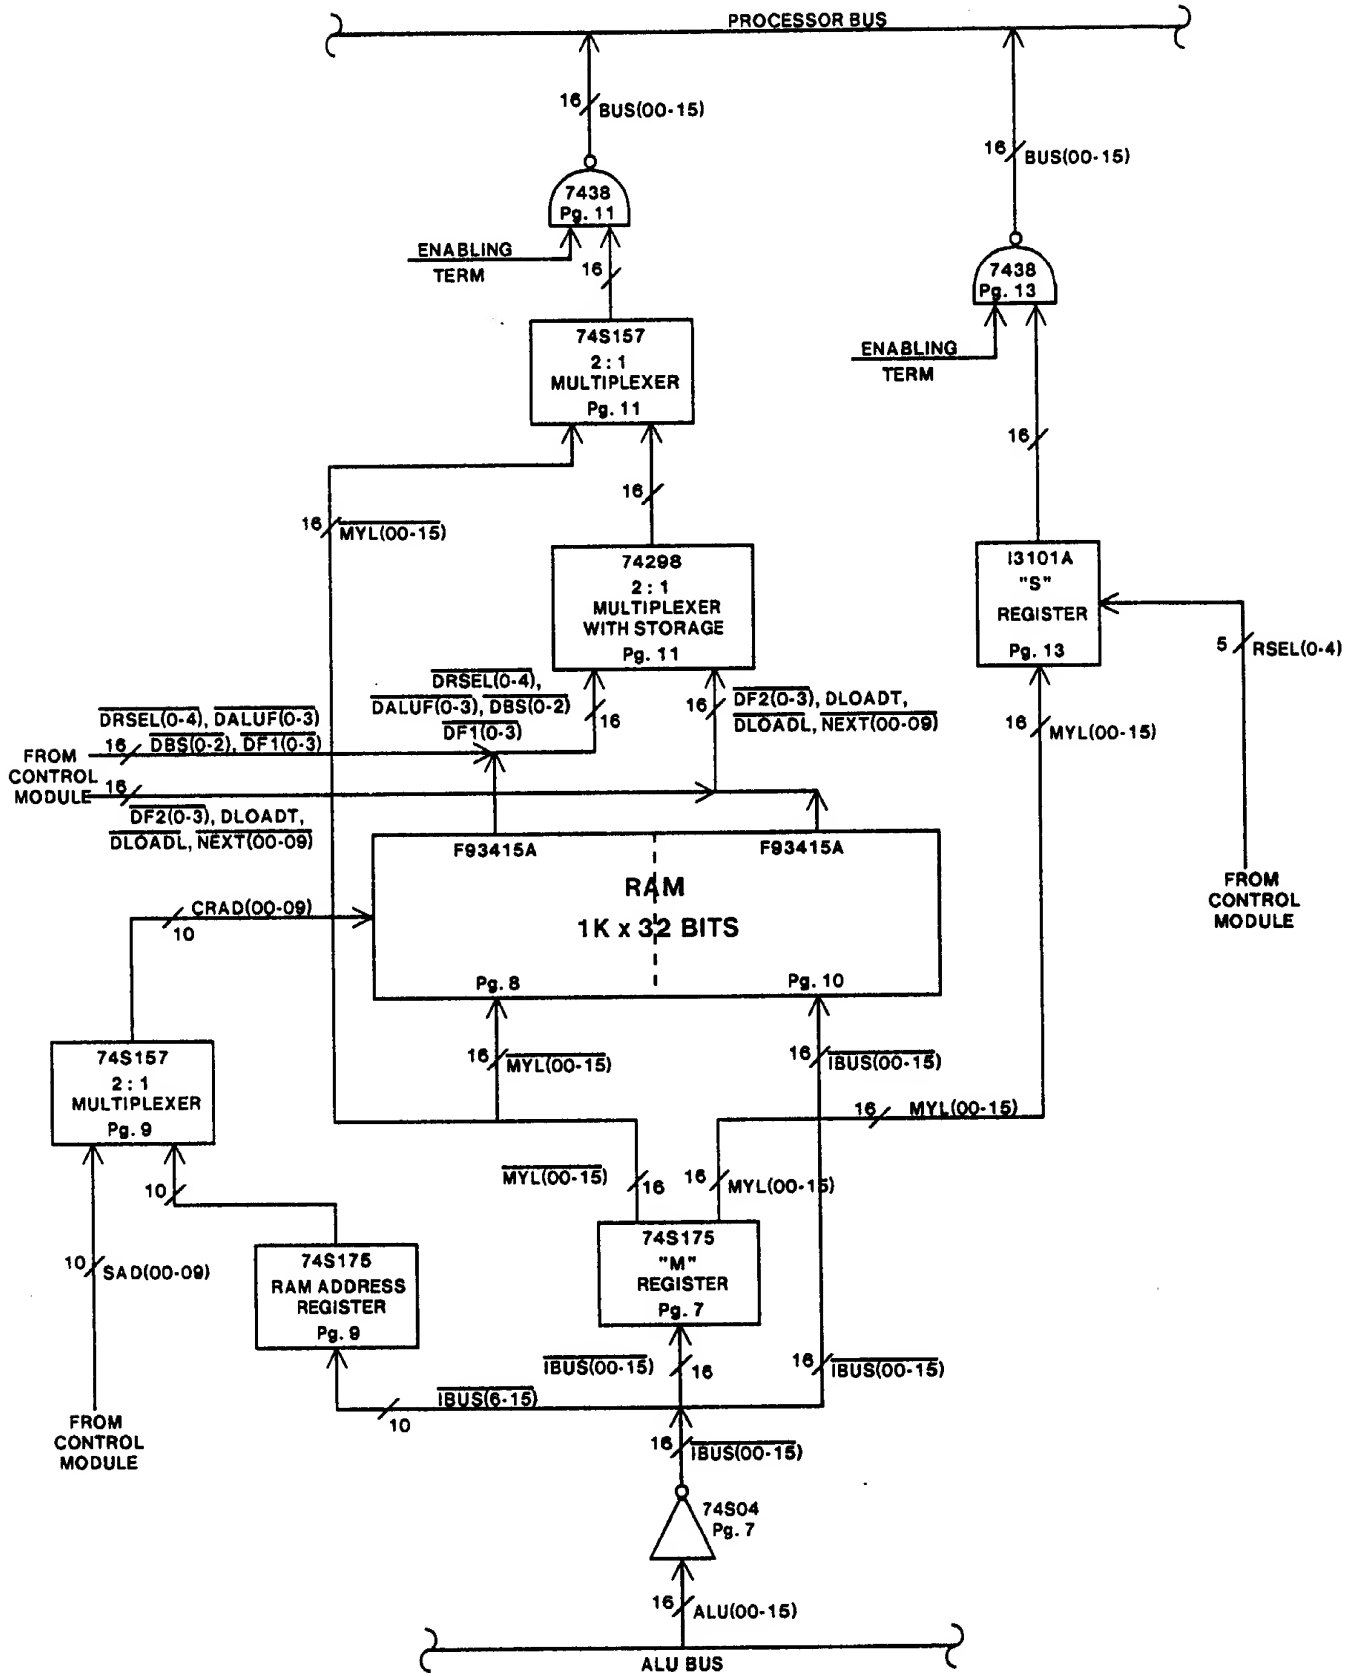 PROCESSOR BUS
16 BUS(00-15)
16 BUS(00-15)
7438
Pg. 11
ENABLING
TERM
16
7438
Pg. 13
ENABLING
TERM
74S157
2:1
MULTIPLEXER
Pg. 11
16
16
16 MYL(00-15)
74298
2:1
MULTIPLEXER
WITH STORAGE
Pg. 11
I3101A
"S"
REGISTER
Pg. 13
5 RSEL(0-4)
DRSEL(0-4),
DALUF(0-3), DBS(0-2)
DF1(0-3)
16
16
DF2(0-3), DLOADT,
DLOADL, NEXT(00-09)
16 MYL(00-15)
DRSEL(0-4), DALUF(0-3)
16 DBS(0-2), DF1(0-3)
FROM
CONTROL
MODULE
16
DF2(0-3), DLOADT,
DLOADL, NEXT(00-09)
F93415A
F93415A
RAM
1K x 32 BITS
Pg. 8
Pg. 10
FROM
CONTROL
MODULE
CRAD(00-09)
10
16 MYL(00-15)
16 IBUS(00-15)
74S157
2:1
MULTIPLEXER
Pg. 9
16 MYL(00-15)
MYL(00-15)
16
16 MYL(00-15)
10
10 SAD(00-09)
74S175
RAM ADDRESS
REGISTER
Pg. 9
74S175
"M"
REGISTER
Pg. 7
IBUS(00-15)
16
16 IBUS(00-15)
IBUS(6-15)
10
FROM
CONTROL
MODULE
16 IBUS(00-15)
74S04
Pg. 7
16 ALU(00-15)
ALU BUS